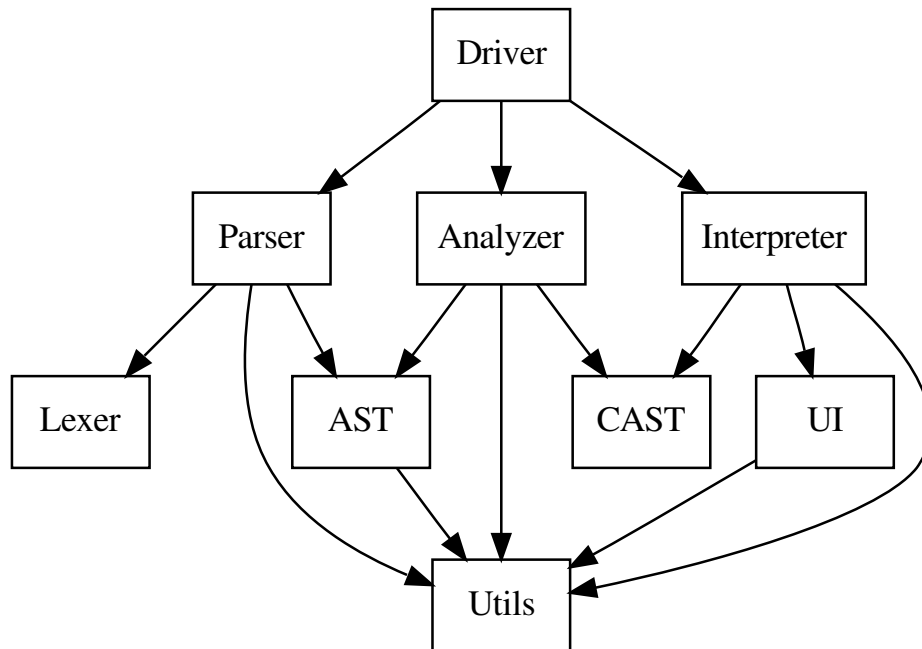 Driver
Parser
Analyzer
Interpreter
Lexer
AST
CAST
UI
Utils